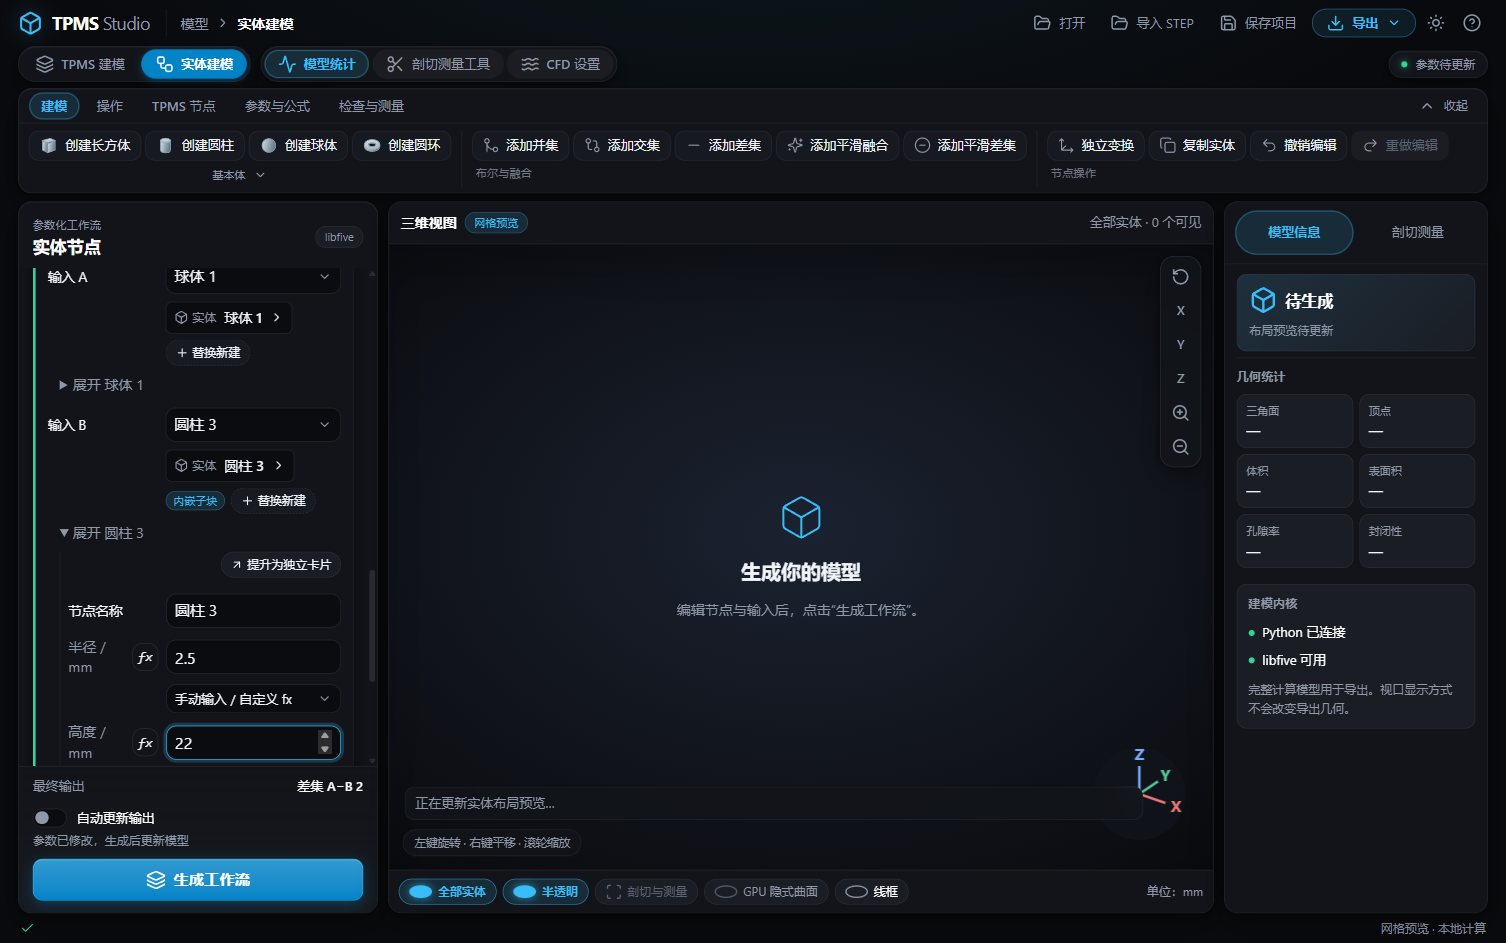 TPMS Studio
模型 > 实体建模
打开
导入 STEP
保存项目
导出
TPMS 建模
实体建模
模型统计
剖切测量工具
CFD 设置
参数待更新
建模
操作
TPMS 节点
参数与公式
检查与测量
收起
创建长方体
创建圆柱
创建球体
创建圆环
添加并集
添加交集
添加差集
添加平滑融合
添加平滑差集
独立变换
复制实体
撤销编辑
重做编辑
基本体
布尔与融合
节点操作
参数化工作流
实体节点
libfive
输入 A
球体 1
实体 球体 1
+ 替换新建
展开 球体 1
输入 B
圆柱 3
实体 圆柱 3
内嵌子块
+ 替换新建
展开 圆柱 3
提升为独立卡片
节点名称
圆柱 3
半径 /
mm
fx
2.5
手动输入 / 自定义 fx
高度 /
mm
fx
22
最终输出
差集 A−B 2
自动更新输出
参数已修改，生成后更新模型
生成工作流
三维视图
网格预览
全部实体 · 0 个可见
X
Y
Z
生成你的模型
编辑节点与输入后，点击“生成工作流”。
Z
Y
X
正在更新实体布局预览...
左键旋转 · 右键平移 · 滚轮缩放
全部实体
半透明
剖切与测量
GPU 隐式曲面
线框
单位：mm
模型信息
剖切测量
待生成
布局预览待更新
几何统计
三角面
—
顶点
—
体积
—
表面积
—
孔隙率
—
封闭性
—
建模内核
Python 已连接
libfive 可用
完整计算模型用于导出。视口显示方式
不会改变导出几何。
网格预览 · 本地计算